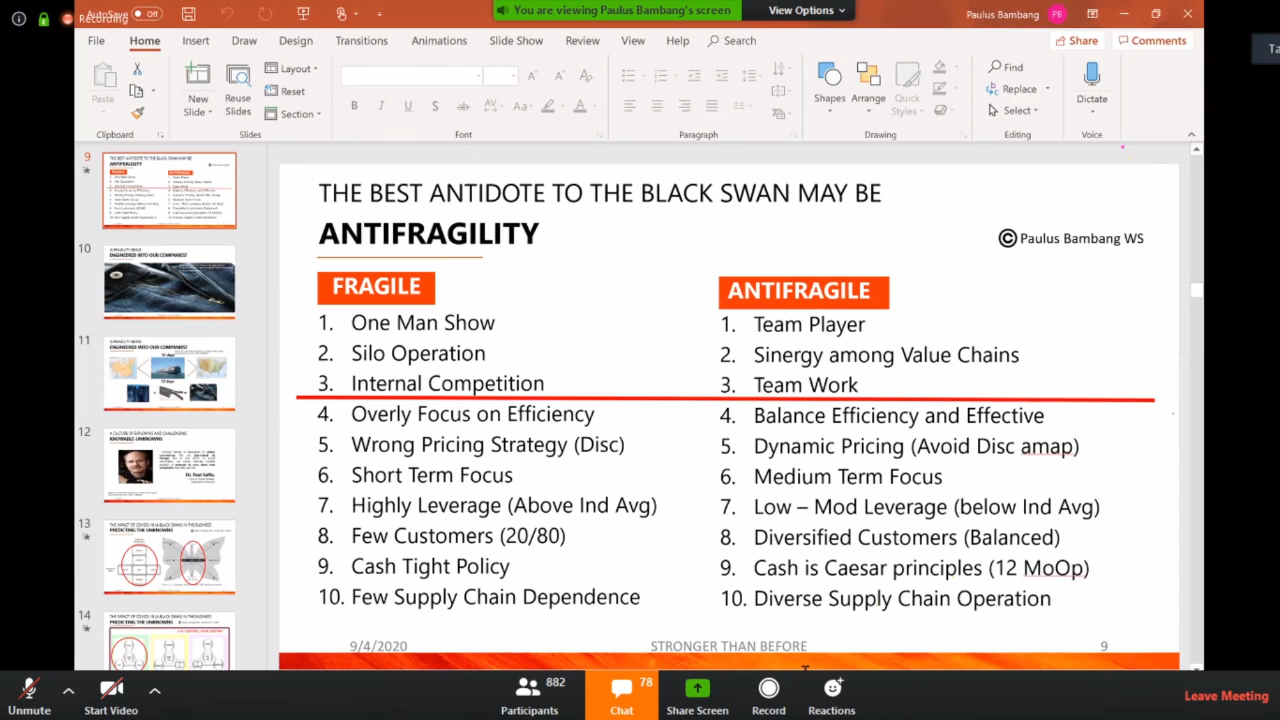 Recording
AutoSave Off
You are viewing Paulus Bambang's screen
View Options
Paulus Bambang PB
File Home Insert Draw Design Transitions Animations Slide Show Review View Help Search
Share Comments
Paste
New Slide
Reuse Slides
Layout
Reset
Section
Shapes
Arrange
Quick Styles
Find
Replace
Select
Dictate
Clipboard Slides Font Paragraph Drawing Editing Voice
9
10
11
12
13
14
THE BEST ANTIDOTE TO THE BLACK SWAN MAY BE
ANTIFRAGILITY
© Paulus Bambang WS
FRAGILE
1. One Man Show
2. Silo Operation
3. Internal Competition
4. Overly Focus on Efficiency
5. Wrong Pricing Strategy (Disc)
6. Short Term Focus
7. Highly Leverage (Above Ind Avg)
8. Few Customers (20/80)
9. Cash Tight Policy
10. Few Supply Chain Dependence
ANTIFRAGILE
1. Team Player
2. Sinergy among Value Chains
3. Team Work
4. Balance Efficiency and Effective
5. Dynamic Pricing (Avoid Disc amap)
6. Medium Term Focus
7. Low – Mod Leverage (below Ind Avg)
8. Diversified Customers (Balanced)
9. Cash is Caesar principles (12 MoOp)
10. Diverse Supply Chain Operation
9/4/2020 STRONGER THAN BEFORE 9
Unmute
Start Video
882
Participants
78
Chat
Share Screen
Record
Reactions
Leave Meeting